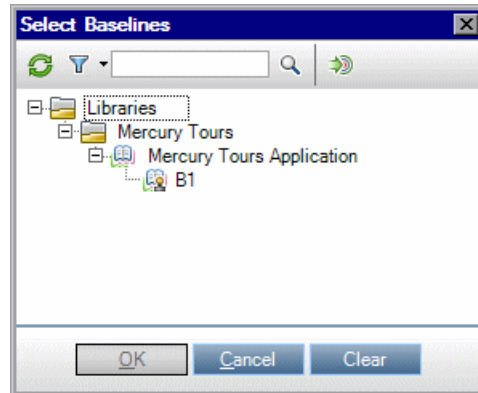 Select Baselines
Libraries
Mercury Tours
Mercury Tours Application
B1
OK Cancel Clear